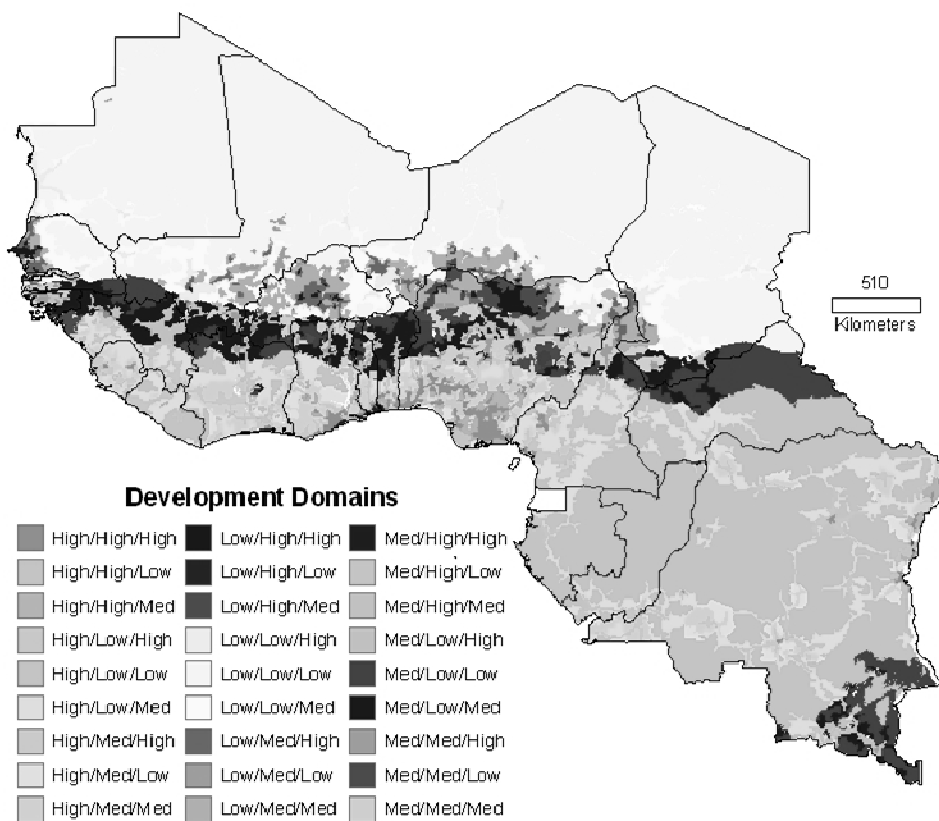 510
Kilometers
Development Domains
High/High/High Low/High/High Med/High/High
High/High/Low Low/High/Low Med/High/Low
High/High/Med Low/High/Med Med/High/Med
High/Low/High Low/Low/High Med/Low/High
High/Low/Low Low/Low/Low Med/Low/Low
High/Low/Med Low/Low/Med Med/Low/Med
High/Med/High Low/Med/High Med/Med/High
High/Med/Low Low/Med/Low Med/Med/Low
High/Med/Med Low/Med/Med Med/Med/Med